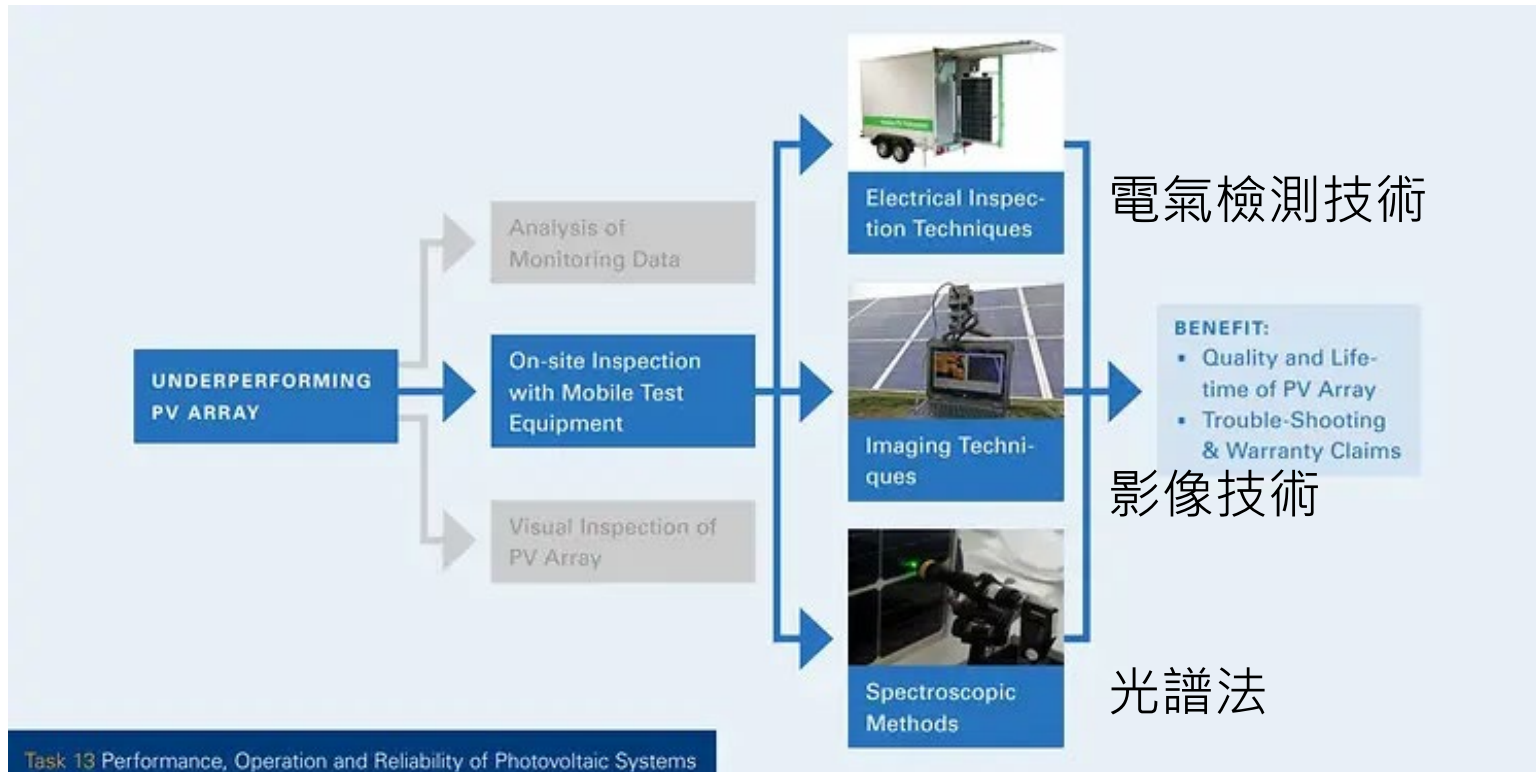 Electrical Inspec-
tion Techniques
電氣檢測技術
Analysis of
Monitoring Data
UNDERPERFORMING
PV ARRAY
On-site Inspection
with Mobile Test
Equipment
Imaging Techni-
ques
影像技術
BENEFIT:
▪ Quality and Life-
time of PV Array
▪ Trouble-Shooting
& Warranty Claims
Visual Inspection of
PV Array
Spectroscopic
Methods
光譜法
Task 13 Performance, Operation and Reliability of Photovoltaic Systems